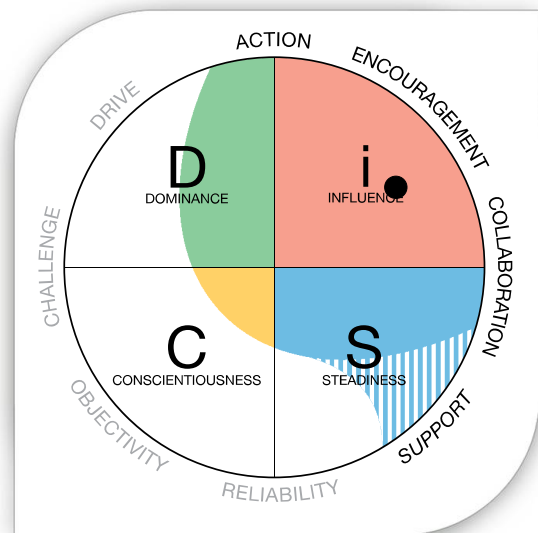 ACTION
ENCOURAGEMENT
DRIVE
D
DOMINANCE
i
INFLUENCE
COLLABORATION
CHALLENGE
C
CONSCIENTIOUSNESS
S
STEADINESS
OBJECTIVITY
SUPPORT
RELIABILITY